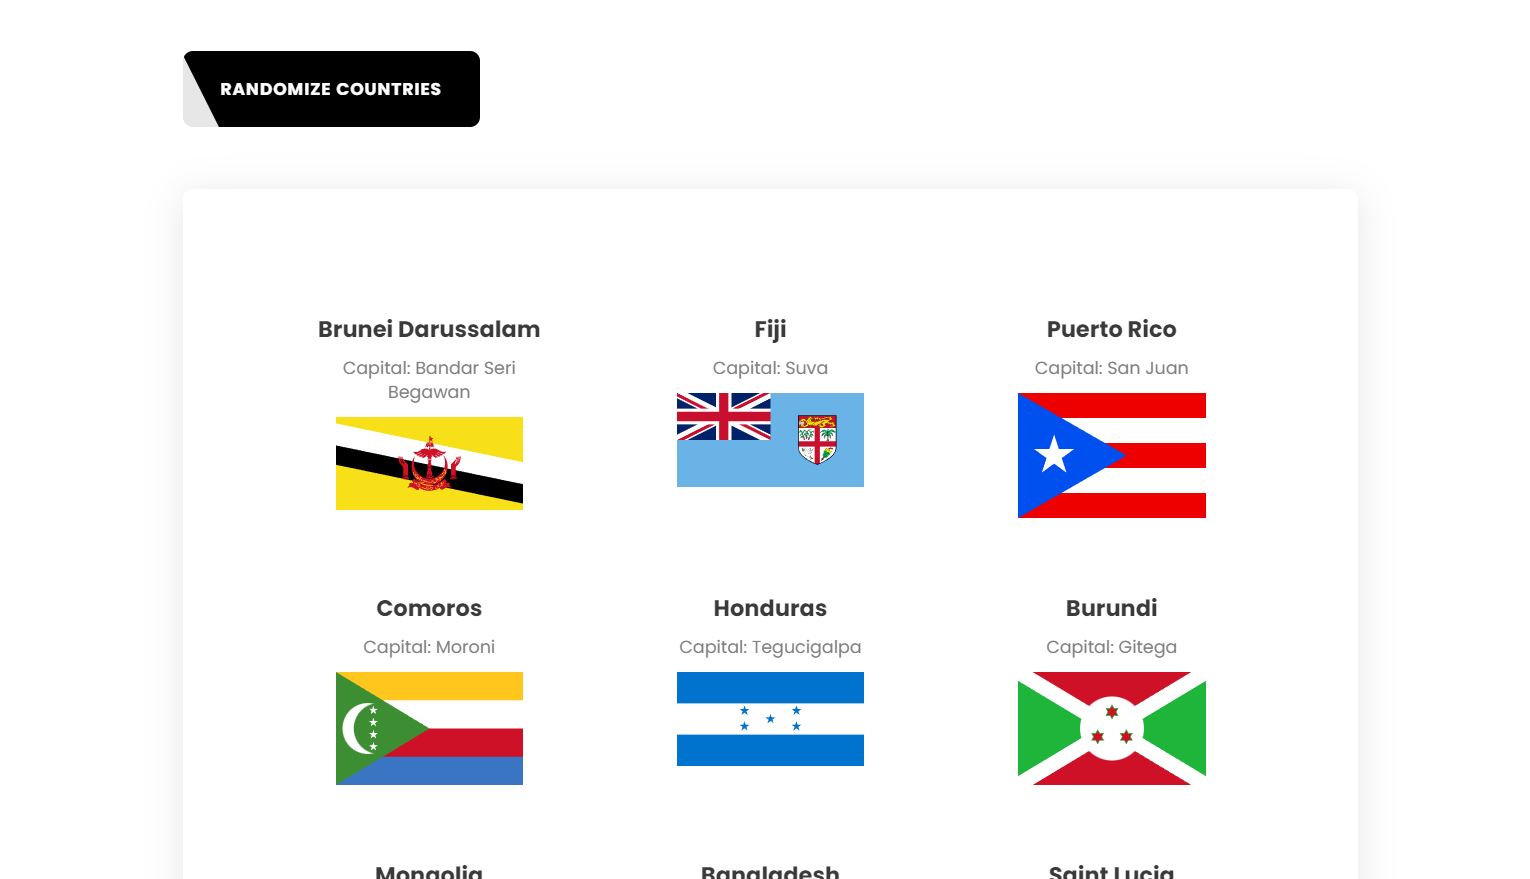 RANDOMIZE COUNTRIES
Brunei Darussalam
Capital: Bandar Seri
Begawan
Fiji
Capital: Suva
Puerto Rico
Capital: San Juan
Comoros
Capital: Moroni
Honduras
Capital: Tegucigalpa
Burundi
Capital: Gitega
Mongolia
Bangladesh
Saint Lucia